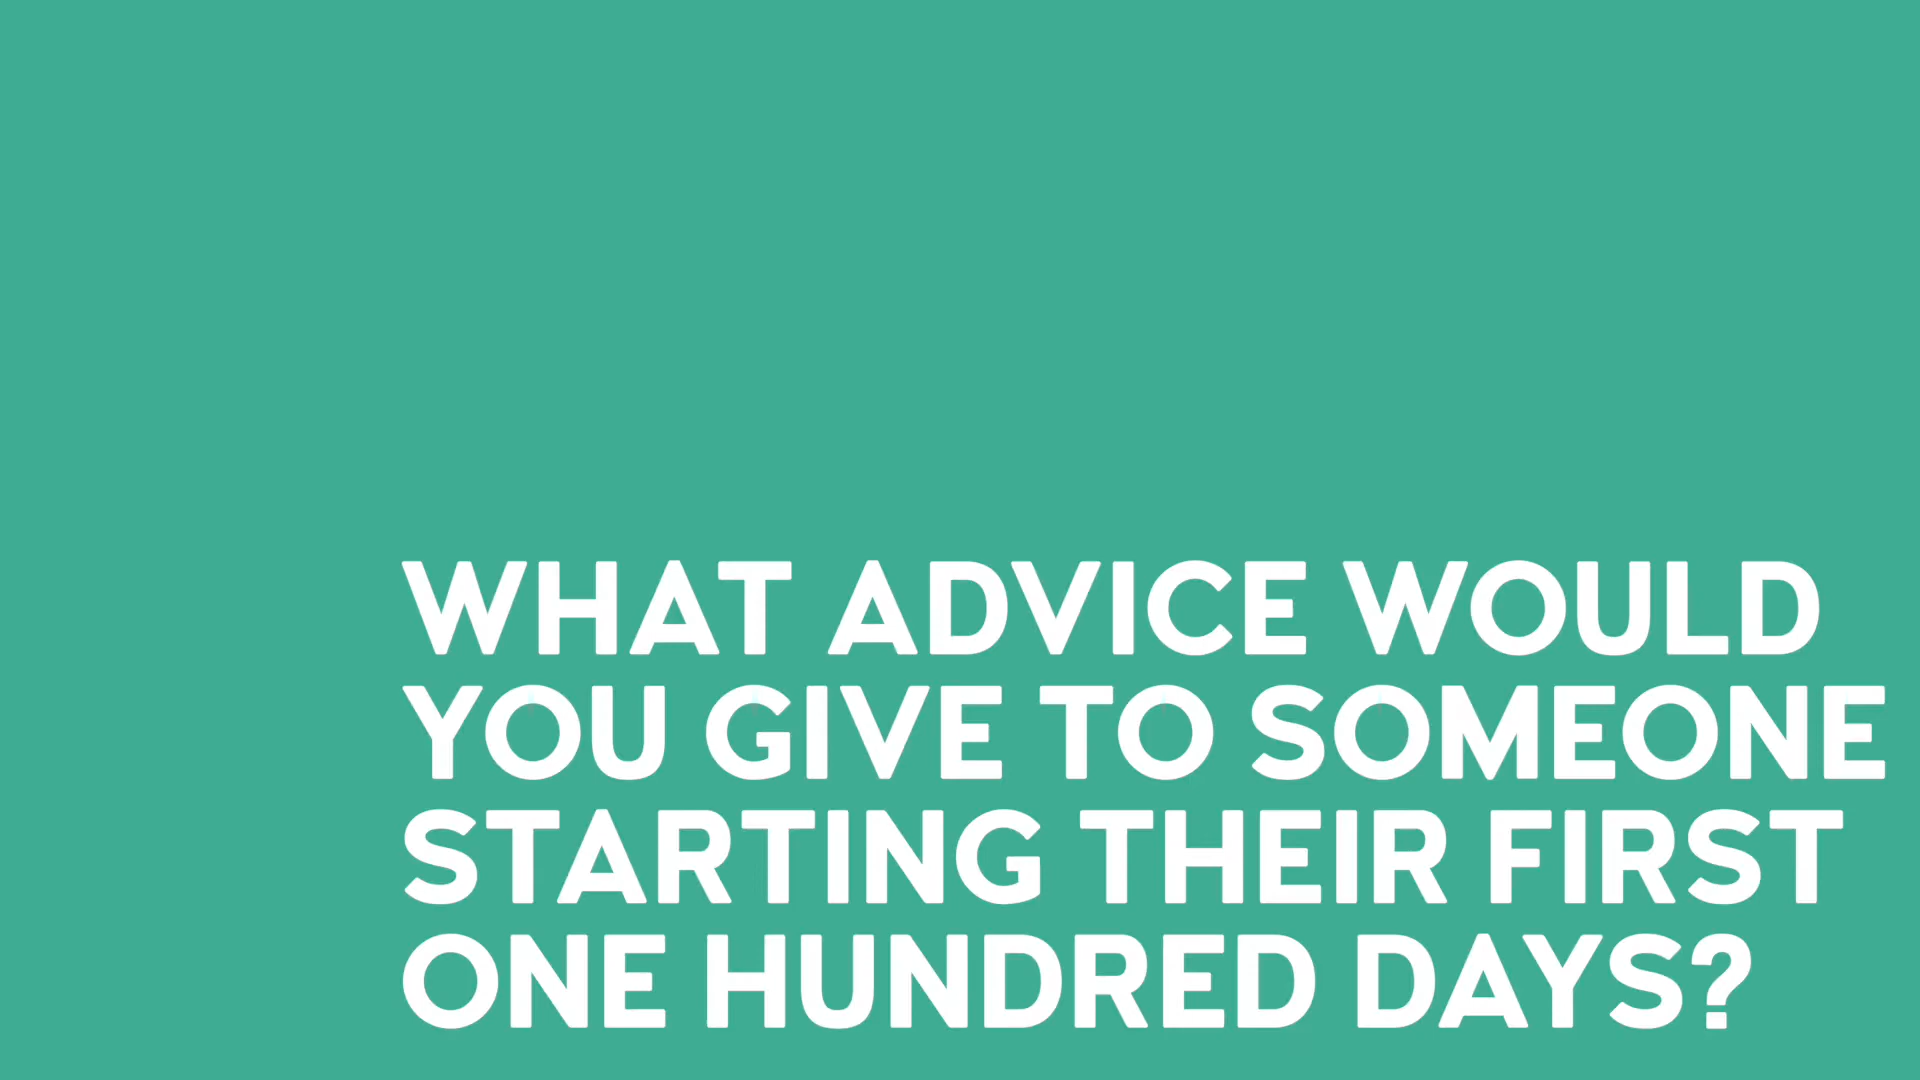 WHAT ADVICE WOULD
YOU GIVE TO SOMEONE
STARTING THEIR FIRST
ONE HUNDRED DAYS?